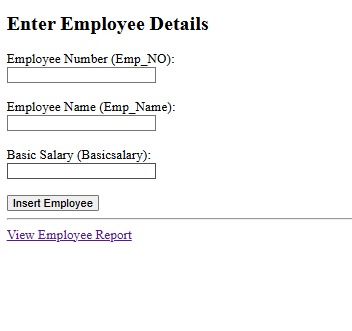 Enter Employee Details
Employee Number (Emp_NO):
Employee Name (Emp_Name):
Basic Salary (Basicsalary):
Insert Employee
View Employee Report